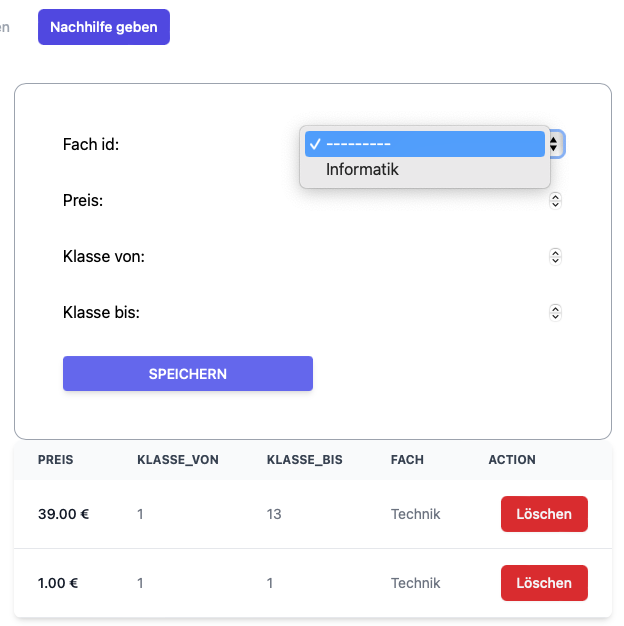 en Nachhilfe geben
Fach id: ✓ ---------
Informatik
Preis:
Klasse von:
Klasse bis:
SPEICHERN
PREIS KLASSE_VON KLASSE_BIS FACH ACTION
39.00 € 1 13 Technik Löschen
1.00 € 1 1 Technik Löschen